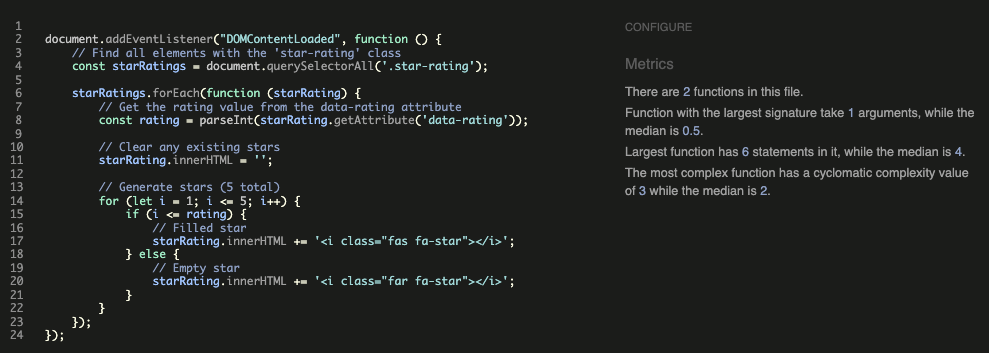 1
2 document.addEventListener("DOMContentLoaded", function () {
3 // Find all elements with the 'star-rating' class
4 const starRatings = document.querySelectorAll('.star-rating');
5
6 starRatings.forEach(function (starRating) {
7 // Get the rating value from the data-rating attribute
8 const rating = parseInt(starRating.getAttribute('data-rating'));
9
10 // Clear any existing stars
11 starRating.innerHTML = '';
12
13 // Generate stars (5 total)
14 for (let i = 1; i <= 5; i++) {
15 if (i <= rating) {
16 // Filled star
17 starRating.innerHTML += '<i class="fas fa-star"></i>';
18 } else {
19 // Empty star
20 starRating.innerHTML += '<i class="far fa-star"></i>';
21 }
22 }
23 });
24 });
CONFIGURE
Metrics
There are 2 functions in this file.
Function with the largest signature take 1 arguments, while the
median is 0.5.
Largest function has 6 statements in it, while the median is 4.
The most complex function has a cyclomatic complexity value
of 3 while the median is 2.